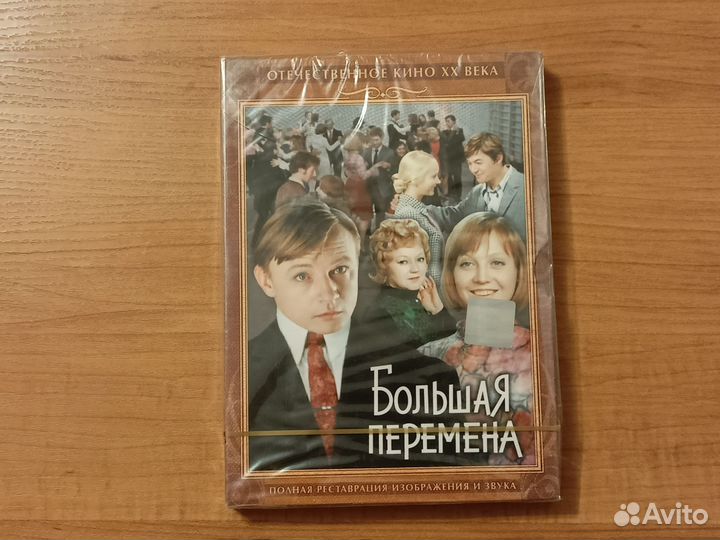 ОТЕЧЕСТВЕННОЕ КИНО XX ВЕКА
БОЛЬШАЯ
ПЕРЕМЕНА
ПОЛНАЯ РЕСТАВРАЦИЯ ИЗОБРАЖЕНИЯ И ЗВУКА
Avito